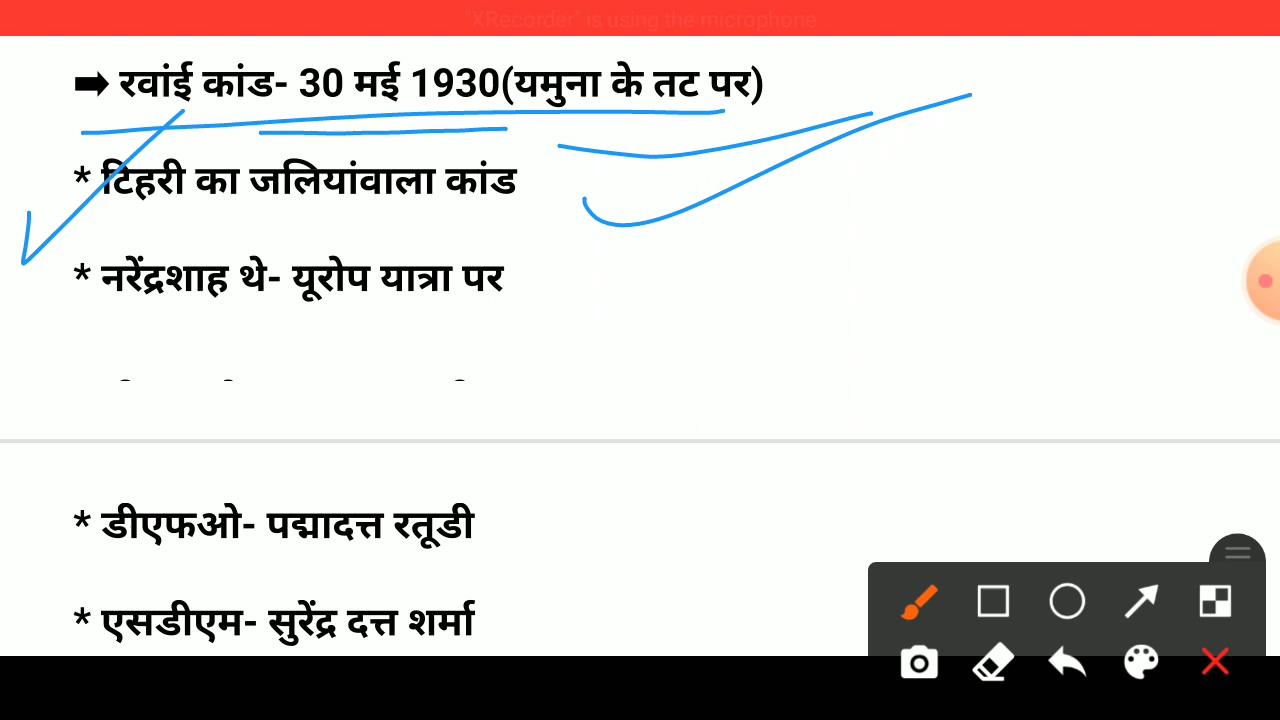 "XRecorder" is using the microphone
➡ रवांई कांड- 30 मई 1930(यमुना के तट पर)
* टिहरी का जलियांवाला कांड
* नरेंद्रशाह थे- यूरोप यात्रा पर
* डीएफओ- पद्मादत्त रतूडी
* एसडीएम- सुरेंद्र दत्त शर्मा